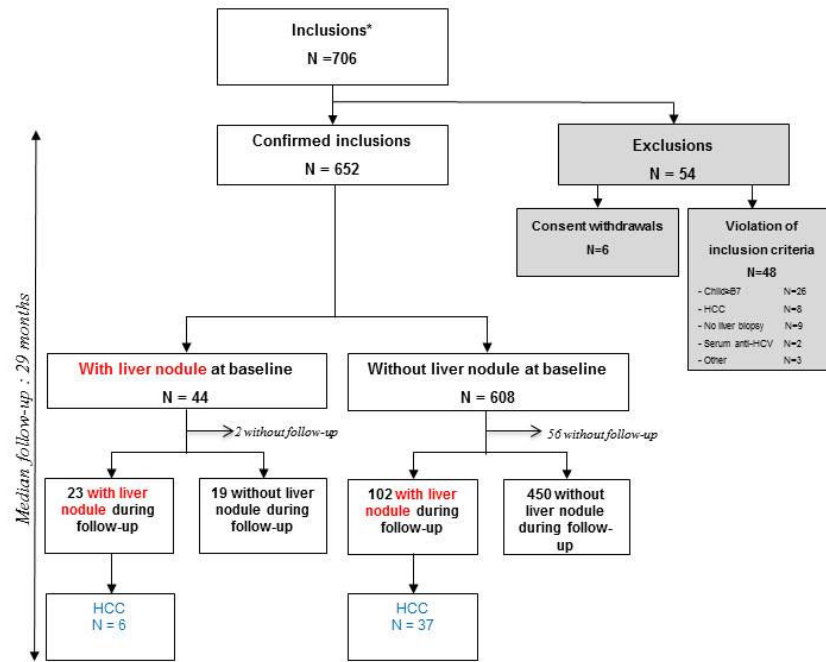 Inclusions*
N =706
Confirmed inclusions
N = 652
Exclusions
N = 54
Consent withdrawals
N=6
Violation of
inclusion criteria
N=48
- Child≥B7 N=26
- HCC N=8
- No liver biopsy N=9
- Serum anti-HCV N=2
- Other N=3
Median follow-up : 29 months
With liver nodule at baseline
N = 44
Without liver nodule at baseline
N = 608
2 without follow-up
56 without follow-up
23 with liver
nodule during
follow-up
19 without liver
nodule during
follow-up
102 with liver
nodule during
follow-up
450 without
liver nodule
during follow-
up
HCC
N = 6
HCC
N = 37